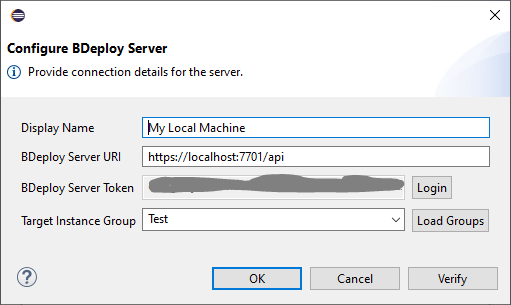 Configure BDeploy Server
Provide connection details for the server.
Display Name My Local Machine
BDeploy Server URI https://localhost:7701/api
BDeploy Server Token Login
Target Instance Group Test Load Groups
? OK Cancel Verify